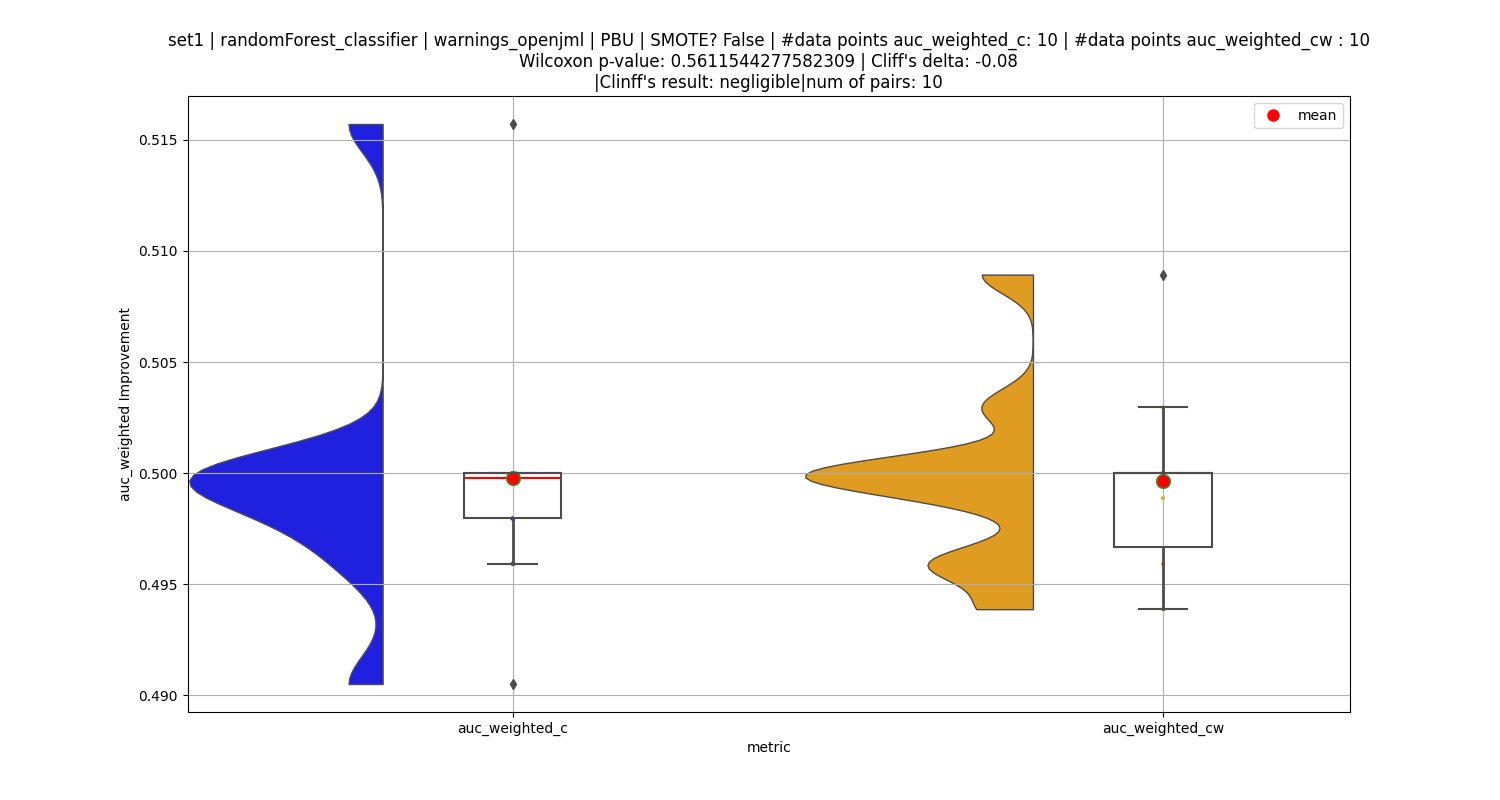 set1 | randomForest_classifier | warnings_openjml | PBU | SMOTE? False | #data points auc_weighted_c: 10 | #data points auc_weighted_cw : 10
Wilcoxon p-value: 0.5611544277582309 | Cliff's delta: -0.08
|Clinff's result: negligible|num of pairs: 10
mean
0.515
0.510
0.505
0.500
0.495
0.490
auc_weighted Improvement
auc_weighted_c
auc_weighted_cw
metric